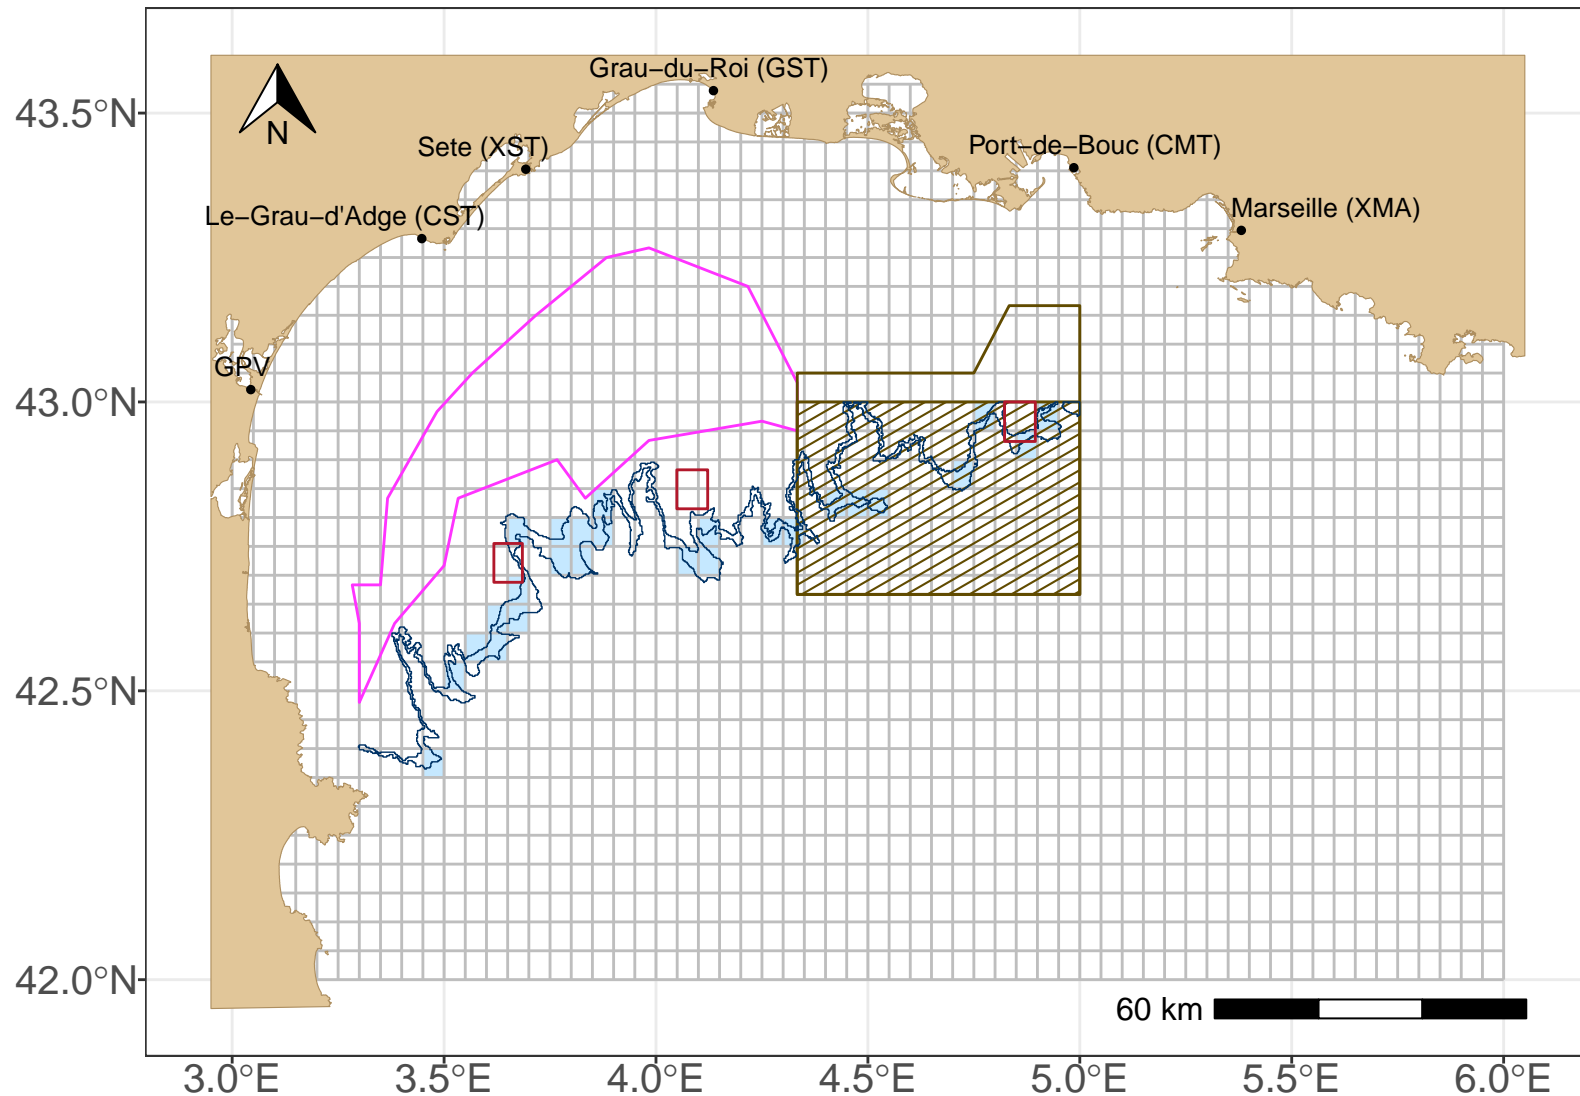 Grau−du−Roi (GST)
43.5°N
N
Sete (XST)
Port−de−Bouc (CMT)
Le−Grau−d'Adge (CST)
Marseille (XMA)
GPV
43.0°N
42.5°N
42.0°N
60 km
3.0°E
3.5°E
4.0°E
4.5°E
5.0°E
5.5°E
6.0°E